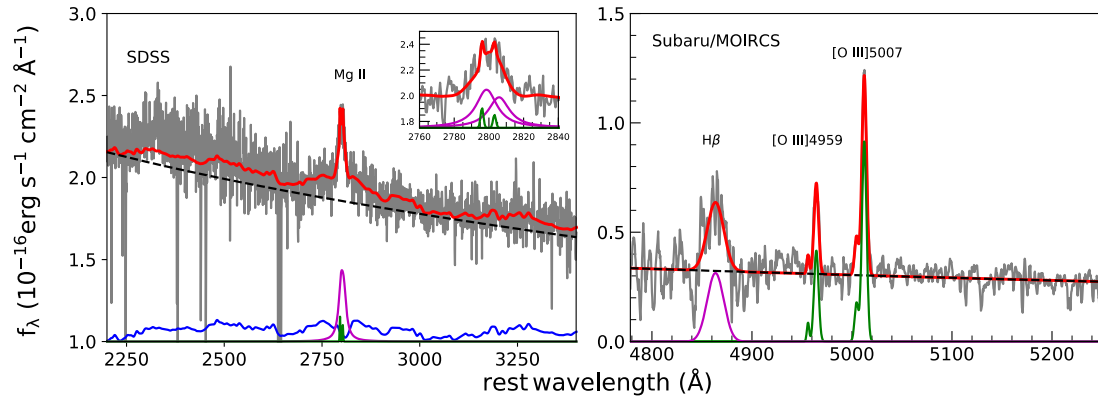 SDSS
Mg II
3.0
2.5
2.0
1.5
1.0
2250 2500 2750 3000 3250
2.4
2.2
2.0
1.8
2760 2780 2800 2820 2840
Subaru/MOIRCS
[O III]5007
[O III]4959
Hβ
1.5
1.0
0.5
0.0
4800 4900 5000 5100 5200
f_λ (10⁻¹⁶erg s⁻¹ cm⁻² Å⁻¹)
rest wavelength (Å)